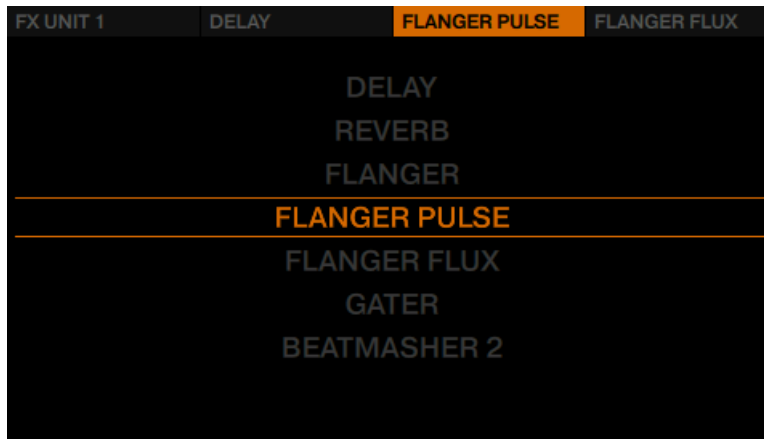 FX UNIT 1 DELAY FLANGER PULSE FLANGER FLUX
DELAY
REVERB
FLANGER
FLANGER PULSE
FLANGER FLUX
GATER
BEATMASHER 2